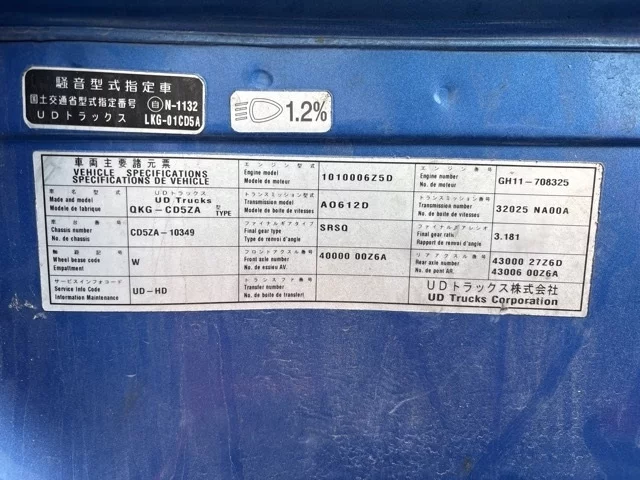 騒音型式指定車
国土交通省型式指定番号 自 N-1132
UDトラックス LKG-01CD5A
1.2%
車両主要諸元票
VEHICLE SPECIFICATIONS
SPECIFICATIONS DE VEHICLE
車名型式
Made and model
Modele de fabrique
UDトラックス
UD Trucks
QKG-CD5ZA 型 TYPE
車台番号
Chassis number
No. du chassis
CD5ZA-10349
軸距記号
Wheel base code
Empattment
W
サービスインフォコード
Service Info Code
Information Maintenance
UD-HD
エンジン型式
Engine model
Modele de moteur
1010006Z5D
トランスミッション型式
Transmission model
Modele de boite de vitesses
AO612D
ファイナルギアタイプ
Final gear type
Type de renvoi d'angle
SRSQ
フロントアクスル番号
Front axle number
No. de essieu AV.
40000 00Z6A
トランスファ番号
Transfer number
No. de boite de transfert
エンジン番号
Engine number
No. de moteur
GH11-708325
トランスミッション番号
Transmission number
No. de boite de vitesses
32025 NA00A
ファイナルギアレシオ
Final gear ratio
Rapport de renvoi d'angle
3.181
リアアクスル番号
Rear axle number
No. de pont AR.
43000 27Z6D
43006 00Z6A
UDトラックス株式会社
UD Trucks Corporation